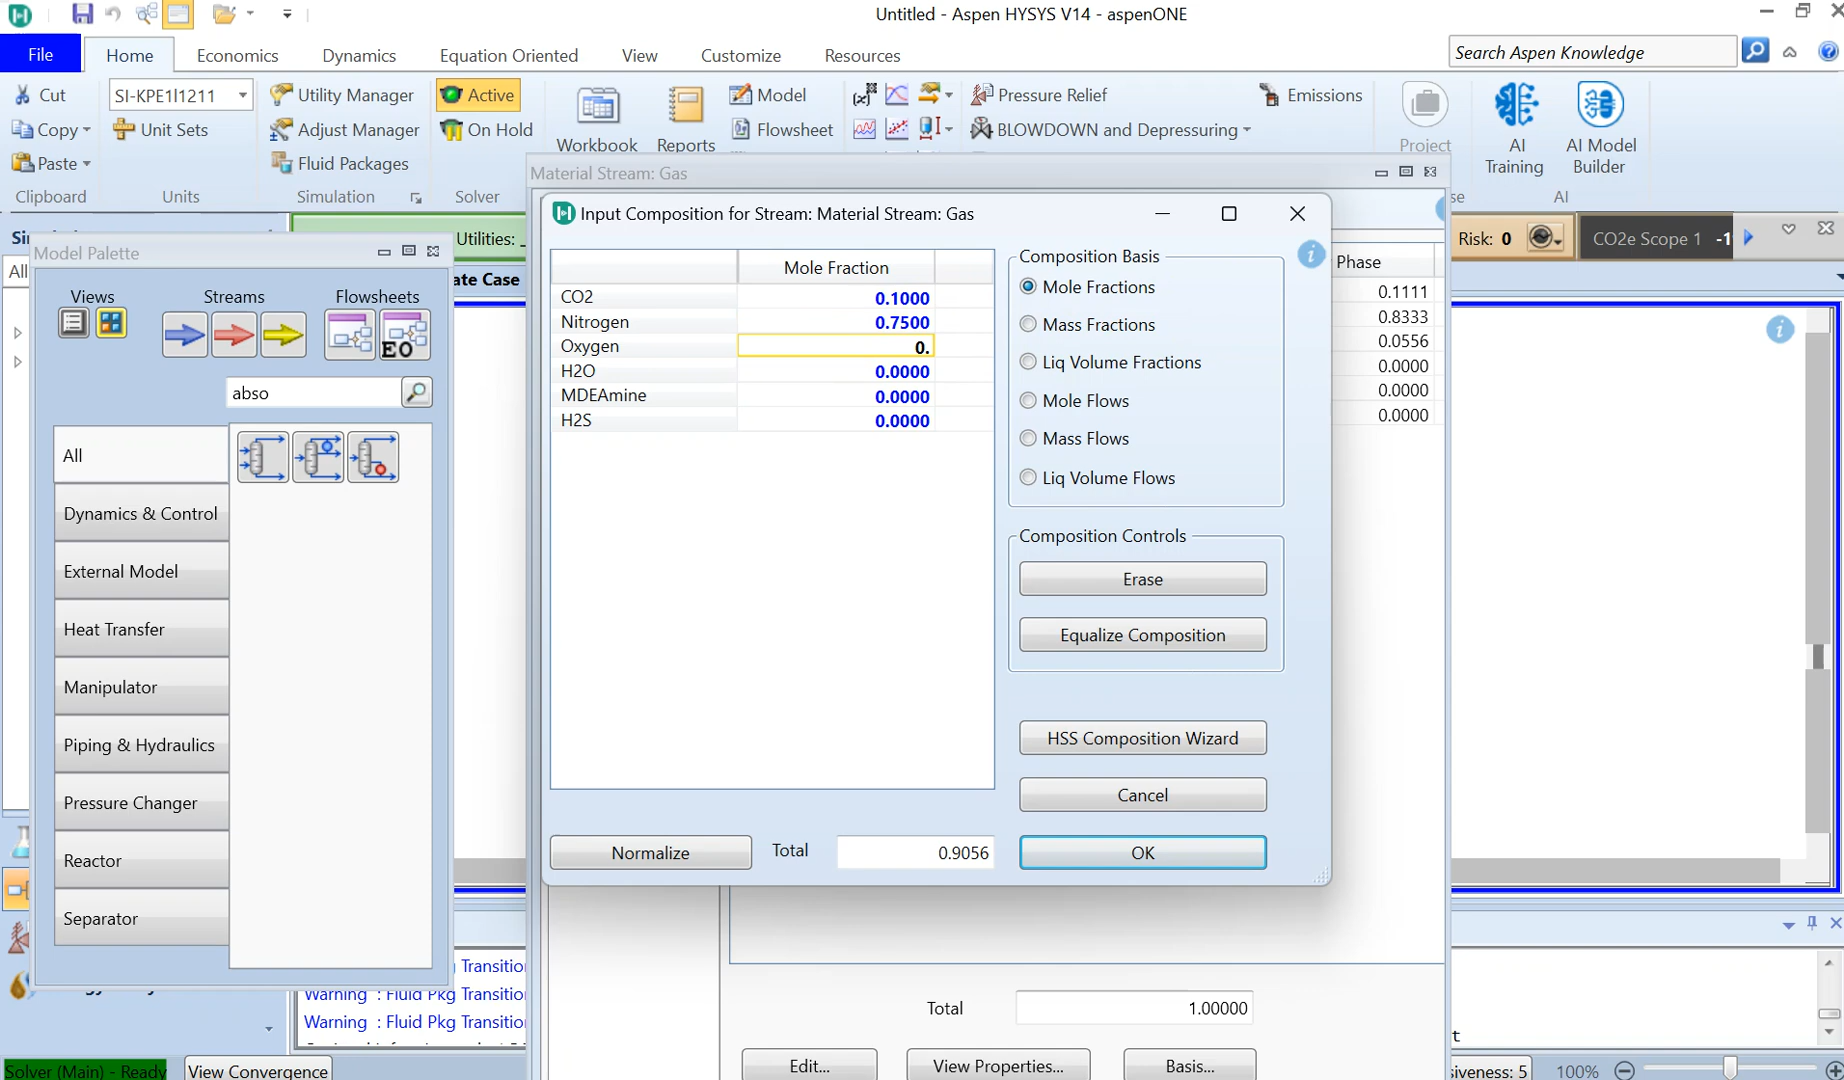 Untitled - Aspen HYSYS V14 - aspenONE
File
Home
Economics
Dynamics
Equation Oriented
View
Customize
Resources
Search Aspen Knowledge
Cut
Copy
Paste
Clipboard
SI-KPE1I1211
Unit Sets
Units
Utility Manager
Adjust Manager
Fluid Packages
Simulation
Active
On Hold
Solver
Workbook
Reports
Model
Flowsheet
Pressure Relief
BLOWDOWN and Depressuring
Emissions
Project
AI Training
AI Model Builder
AI
Material Stream: Gas
Utilities:
Risk: 0
CO2e Scope 1 -1
ate Case
Model Palette
Views
Streams
Flowsheets
EO
abso
All
All
Dynamics & Control
External Model
Heat Transfer
Manipulator
Piping & Hydraulics
Pressure Changer
Reactor
Separator
Input Composition for Stream: Material Stream: Gas
Mole Fraction
CO2 0.1000
Nitrogen 0.7500
Oxygen 0.
H2O 0.0000
MDEAmine 0.0000
H2S 0.0000
Normalize
Total 0.9056
Composition Basis
Mole Fractions
Mass Fractions
Liq Volume Fractions
Mole Flows
Mass Flows
Liq Volume Flows
Composition Controls
Erase
Equalize Composition
HSS Composition Wizard
Cancel
OK
Phase
0.1111
0.8333
0.0556
0.0000
0.0000
0.0000
Total 1.00000
Edit...
View Properties...
Basis...
Warning : Fluid Pkg Transitio
Warning : Fluid Pkg Transitio
Solver (Main) - Ready
View Convergence
siveness: 5
100%